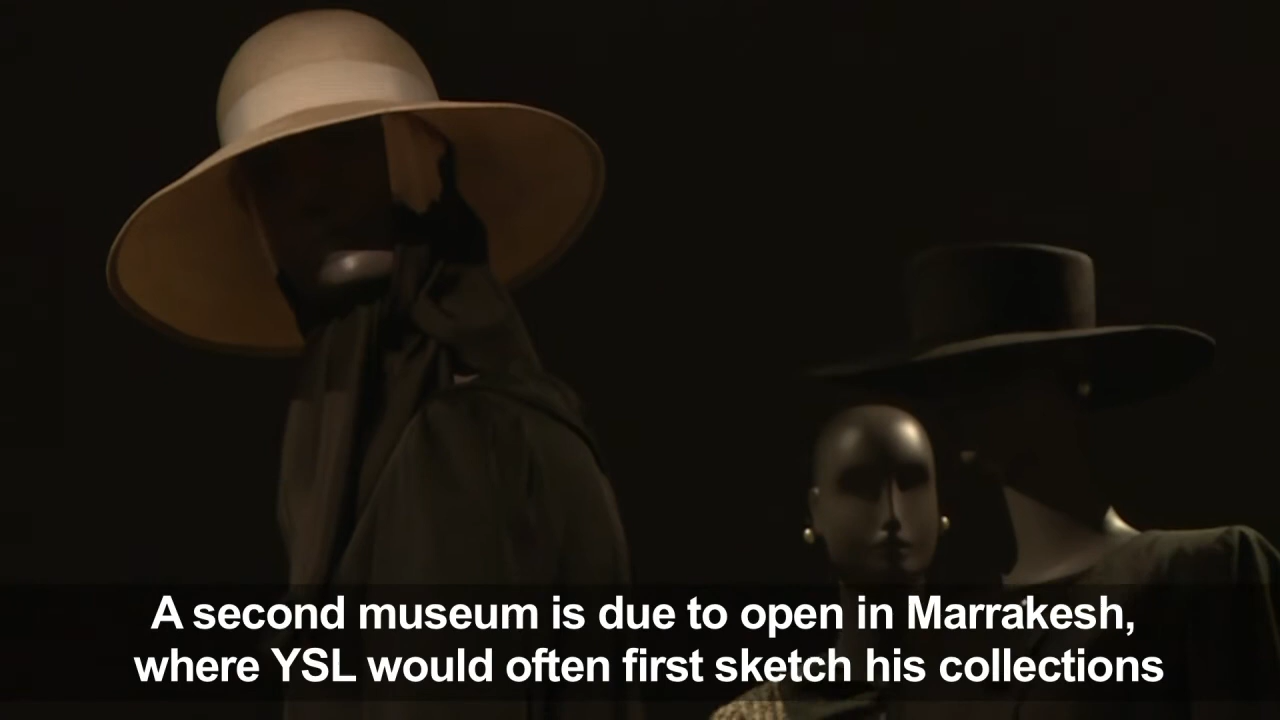 A second museum is due to open in Marrakesh,
where YSL would often first sketch his collections